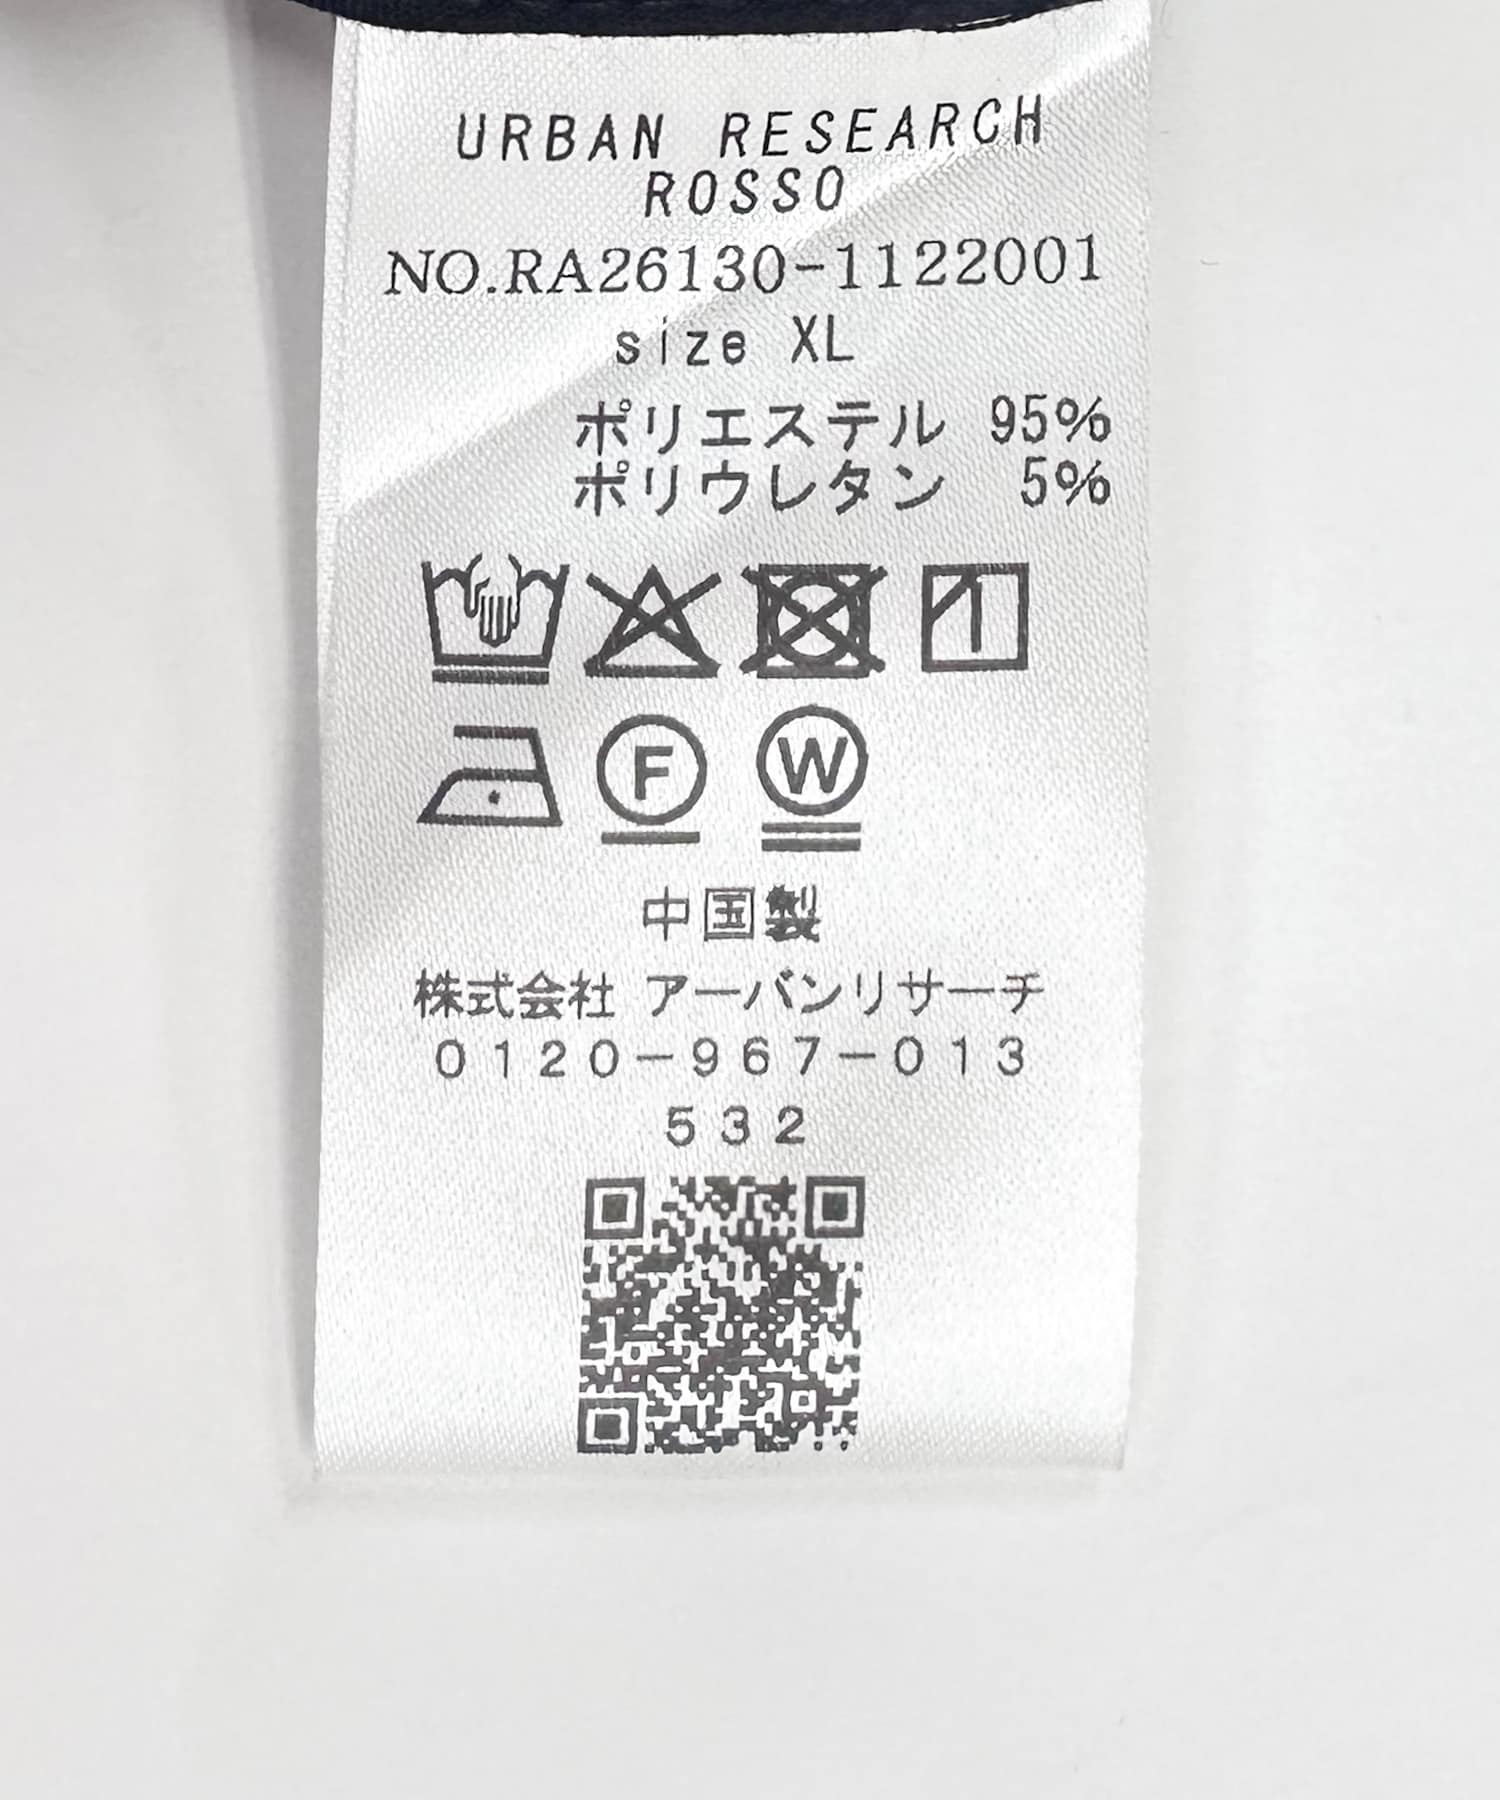 URBAN RESEARCH
ROSSO
NO.RA26130-1122001
size XL
ポリエステル 95%
ポリウレタン 5%
F W
中国製
株式会社 アーバンリサーチ
0120-967-013
532